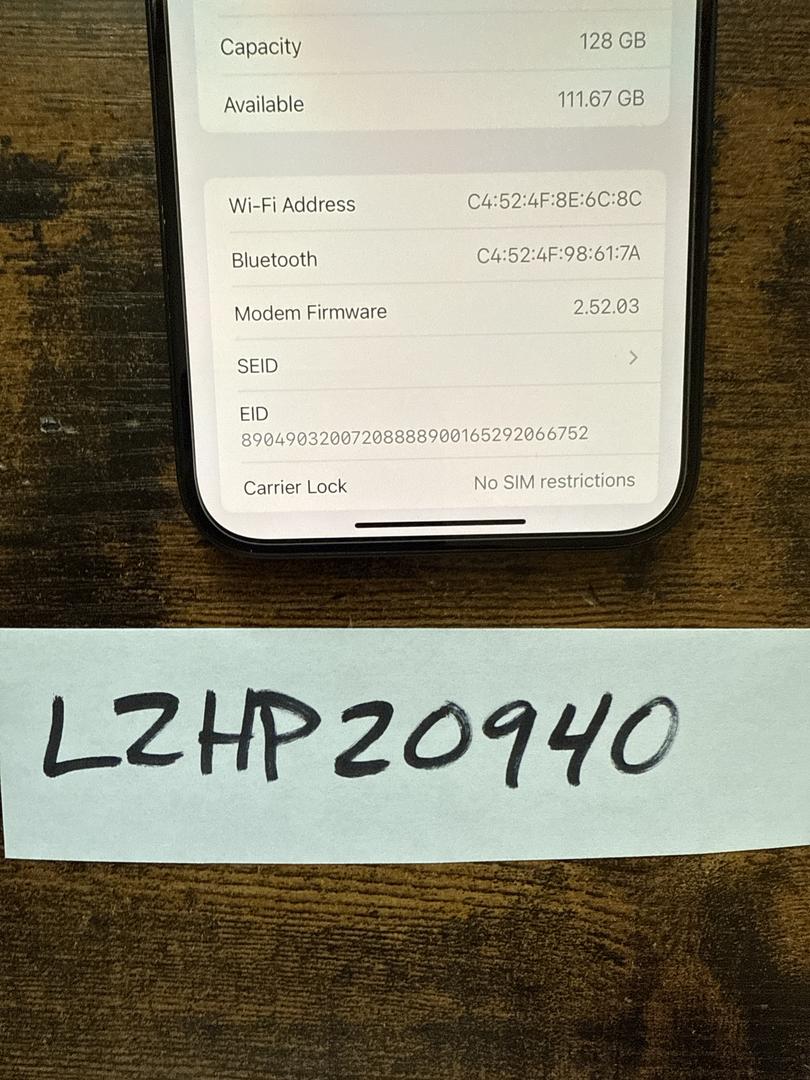 Capacity 128 GB
Available 111.67 GB
Wi-Fi Address C4:52:4F:8E:6C:8C
Bluetooth C4:52:4F:98:61:7A
Modem Firmware 2.52.03
SEID
EID
89049032007208888900165292066752
Carrier Lock No SIM restrictions
LZHP20940